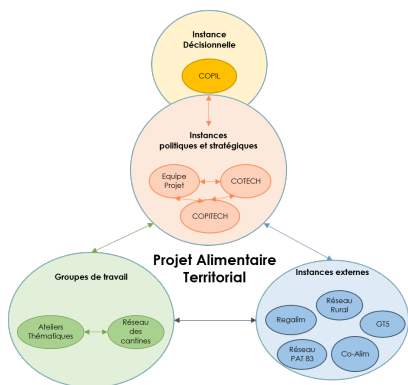 Instance
Décisionnelle
COPIL
Instances
politiques et stratégiques
Equipe
Projet
COTECH
COPITECH
Projet Alimentaire
Territorial
Groupes de travail
Ateliers
Thématiques
Réseau
des
cantines
Instances externes
Regalim
Réseau
Rural
GT5
Réseau
PAT 83
Co-Alim